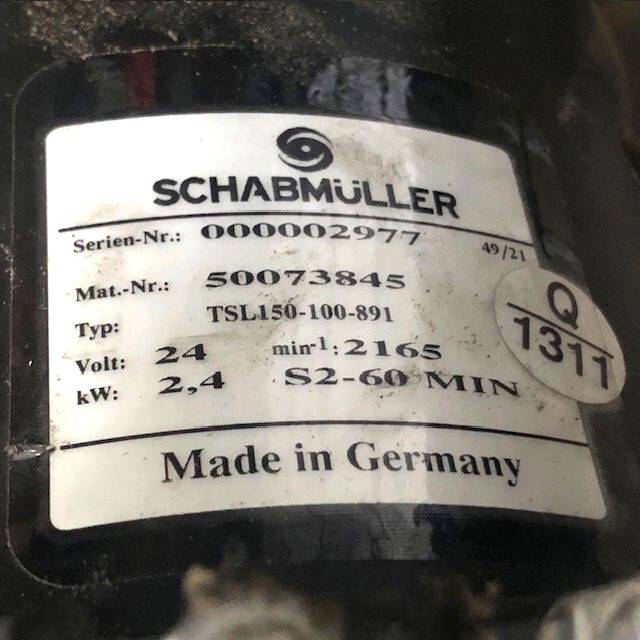 SCHABMÜLLER
Serien-Nr.: 000002977 49/21
Mat.-Nr.: 50073845
Typ: TSL150-100-891
Volt: 24 min-1: 2165
kW: 2,4 S2-60 MIN
Made in Germany
Q
1311